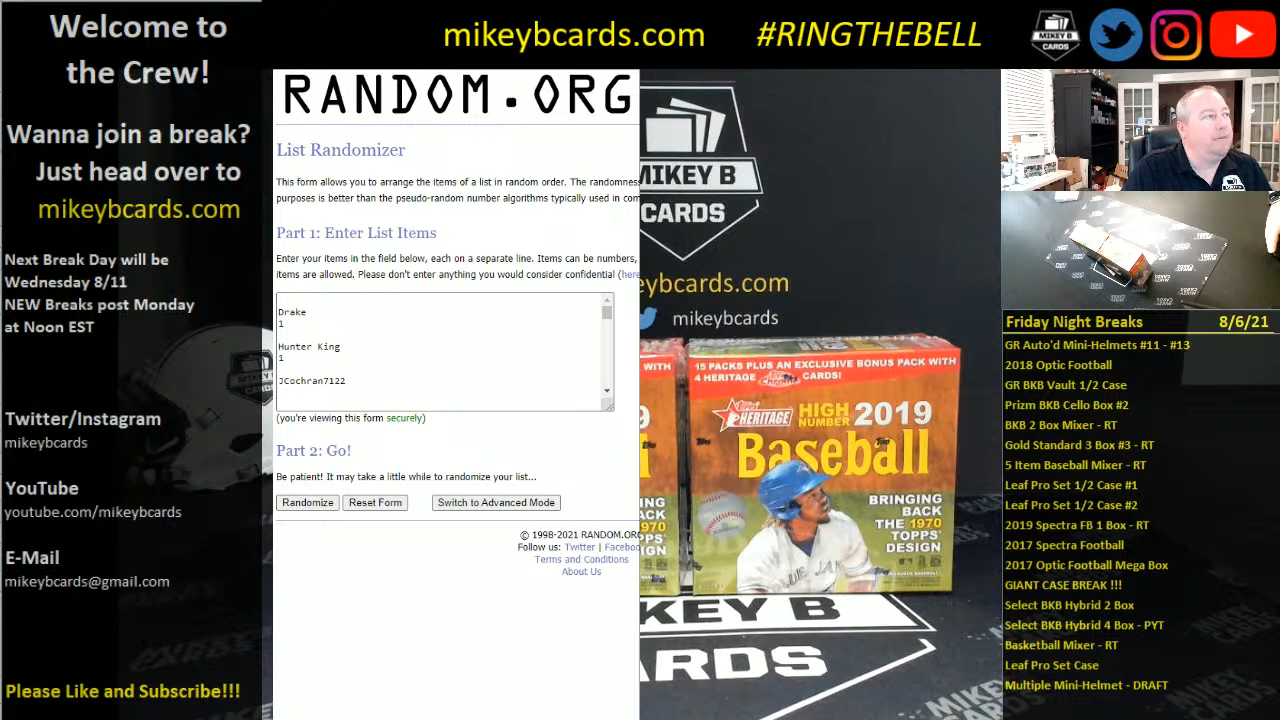 Welcome to
the Crew!
Wanna join a break?
Just head over to
mikeybcards.com
Next Break Day will be
Wednesday 8/11
NEW Breaks post Monday
at Noon EST
Twitter/Instagram
mikeybcards
YouTube
youtube.com/mikeybcards
E-Mail
mikeybcards@gmail.com
Please Like and Subscribe!!!
mikeybcards.com #RINGTHEBELL
MIKEY B
CARDS
RANDOM.ORG
List Randomizer
This form allows you to arrange the items of a list in random order. The randomness
purposes is better than the pseudo-random number algorithms typically used in com
Part 1: Enter List Items
Enter your items in the field below, each on a separate line. Items can be numbers,
items are allowed. Please don't enter anything you would consider confidential (here
Drake
1
Hunter King
1
JCochran7122
(you're viewing this form securely)
Part 2: Go!
Be patient! It may take a little while to randomize your list...
Randomize Reset Form Switch to Advanced Mode
© 1998-2021 RANDOM.ORG
Follow us: Twitter | Faceboo
Terms and Conditions
About Us
MIKEY B
CARDS
ybcards.com
mikeybcards
15 PACKS PLUS AN EXCLUSIVE BONUS PACK WITH
4 HERITAGE CHROME CARDS!
Topps
HERITAGE
HIGH
NUMBER
2019
Baseball
BRINGING
BACK
THE 1970
TOPPS'
DESIGN
KEY B
ARDS
Friday Night Breaks 8/6/21
GR Auto'd Mini-Helmets #11 - #13
2018 Optic Football
GR BKB Vault 1/2 Case
Prizm BKB Cello Box #2
BKB 2 Box Mixer - RT
Gold Standard 3 Box #3 - RT
5 Item Baseball Mixer - RT
Leaf Pro Set 1/2 Case #1
Leaf Pro Set 1/2 Case #2
2019 Spectra FB 1 Box - RT
2017 Spectra Football
2017 Optic Football Mega Box
GIANT CASE BREAK !!!
Select BKB Hybrid 2 Box
Select BKB Hybrid 4 Box - PYT
Basketball Mixer - RT
Leaf Pro Set Case
Multiple Mini-Helmet - DRAFT